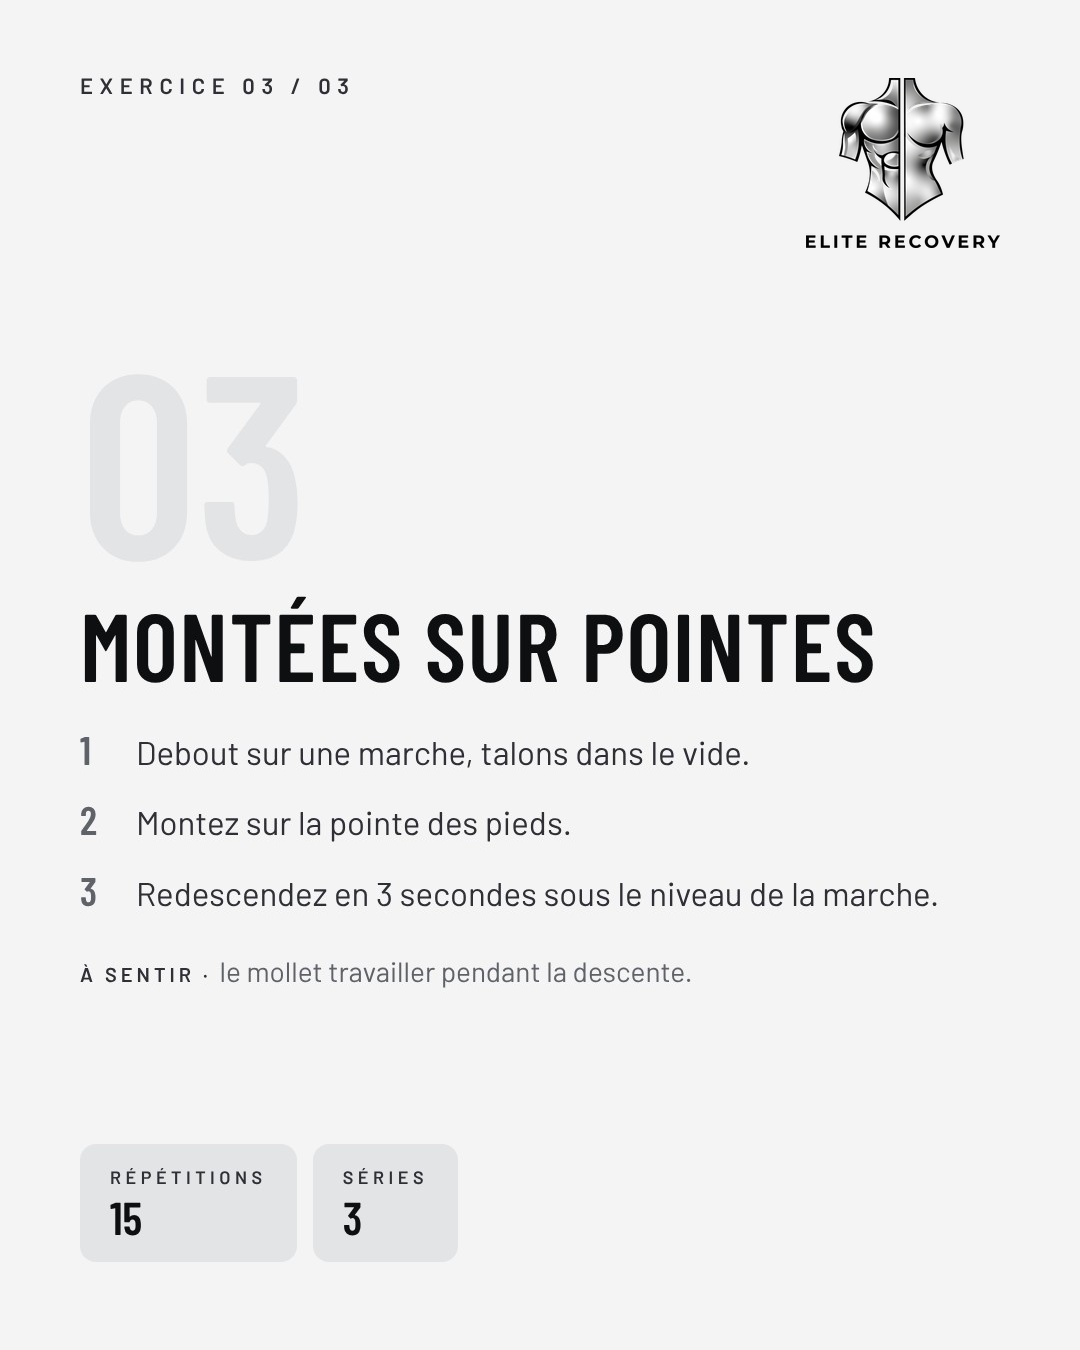 EXERCICE 03 / 03
ELITE RECOVERY
03
MONTÉES SUR POINTES
1 Debout sur une marche, talons dans le vide.
2 Montez sur la pointe des pieds.
3 Redescendez en 3 secondes sous le niveau de la marche.
À SENTIR · le mollet travailler pendant la descente.
RÉPÉTITIONS
15
SÉRIES
3